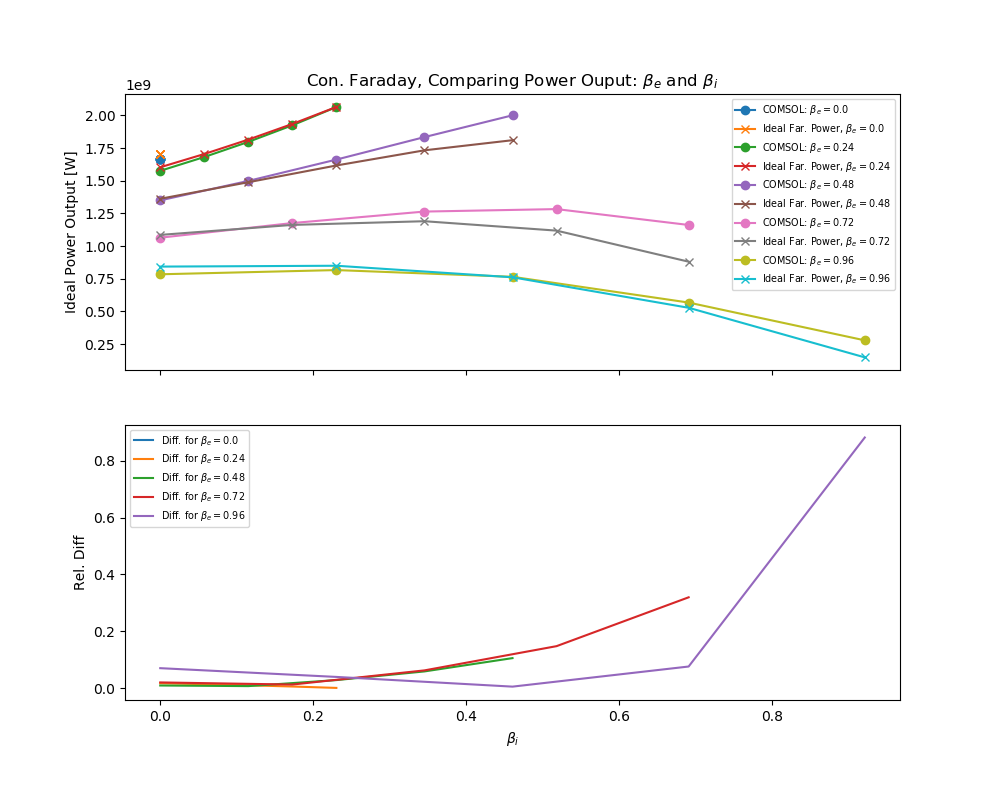 Con. Faraday, Comparing Power Ouput: βₑ and βᵢ
1e9
Ideal Power Output [W]
2.00
1.75
1.50
1.25
1.00
0.75
0.50
0.25
COMSOL: βₑ = 0.0
Ideal Far. Power, βₑ = 0.0
COMSOL: βₑ = 0.24
Ideal Far. Power, βₑ = 0.24
COMSOL: βₑ = 0.48
Ideal Far. Power, βₑ = 0.48
COMSOL: βₑ = 0.72
Ideal Far. Power, βₑ = 0.72
COMSOL: βₑ = 0.96
Ideal Far. Power, βₑ = 0.96
Rel. Diff
0.8
0.6
0.4
0.2
0.0
Diff. for βₑ = 0.0
Diff. for βₑ = 0.24
Diff. for βₑ = 0.48
Diff. for βₑ = 0.72
Diff. for βₑ = 0.96
0.0 0.2 0.4 0.6 0.8
βᵢ